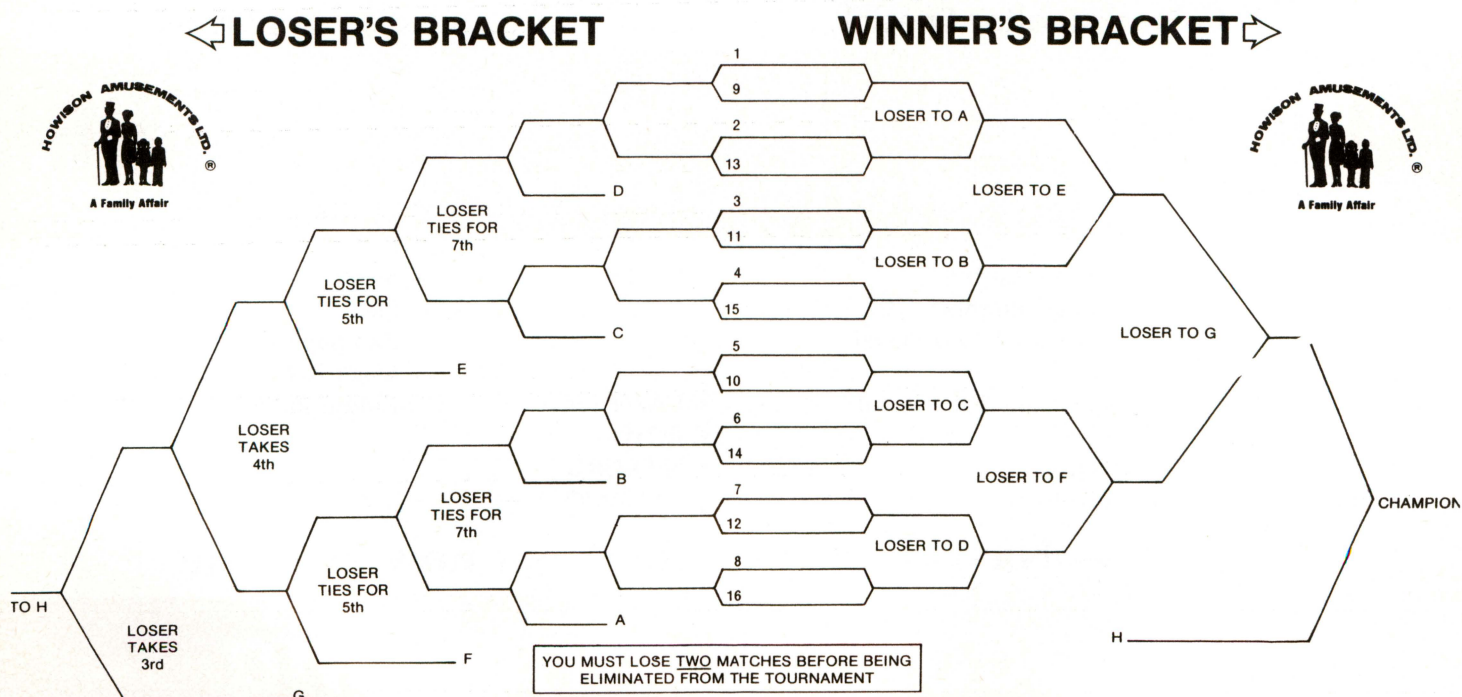 LOSER'S BRACKET
WINNER'S BRACKET
HOWISON AMUSEMENTS LTD. ®
A Family Affair
HOWISON AMUSEMENTS LTD. ®
A Family Affair
1
9
LOSER TO A
2
13
D
LOSER TO E
LOSER
TIES FOR
7th
3
11
LOSER TO B
4
15
LOSER
TIES FOR
5th
C
LOSER TO G
E
5
10
LOSER TO C
6
14
LOSER
TAKES
4th
B
LOSER TO F
LOSER
TIES FOR
7th
7
12
LOSER TO D
8
16
CHAMPION
LOSER
TIES FOR
5th
A
TO H
LOSER
TAKES
3rd
F
H
G
YOU MUST LOSE TWO MATCHES BEFORE BEING
ELIMINATED FROM THE TOURNAMENT